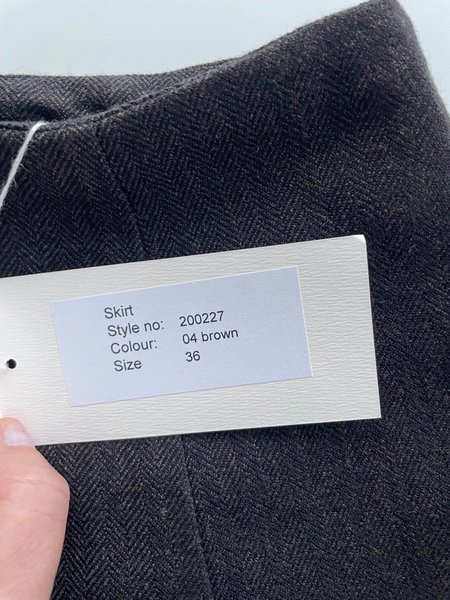 Skirt
Style no: 200227
Colour: 04 brown
Size 36